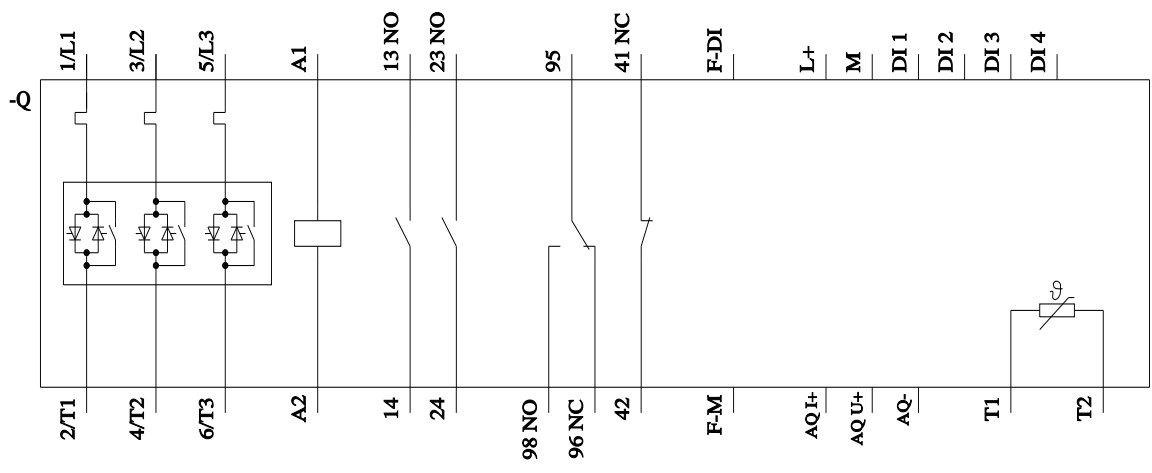 1/L1
3/L2
5/L3
A1
13 NO
23 NO
95
41 NC
F-DI
L+
M
DI 1
DI 2
DI 3
DI 4
-Q
ϑ
2/T1
4/T2
6/T3
A2
14
24
98 NO
96 NC
42
F-M
AQ I+
AQ U+
AQ-
T1
T2